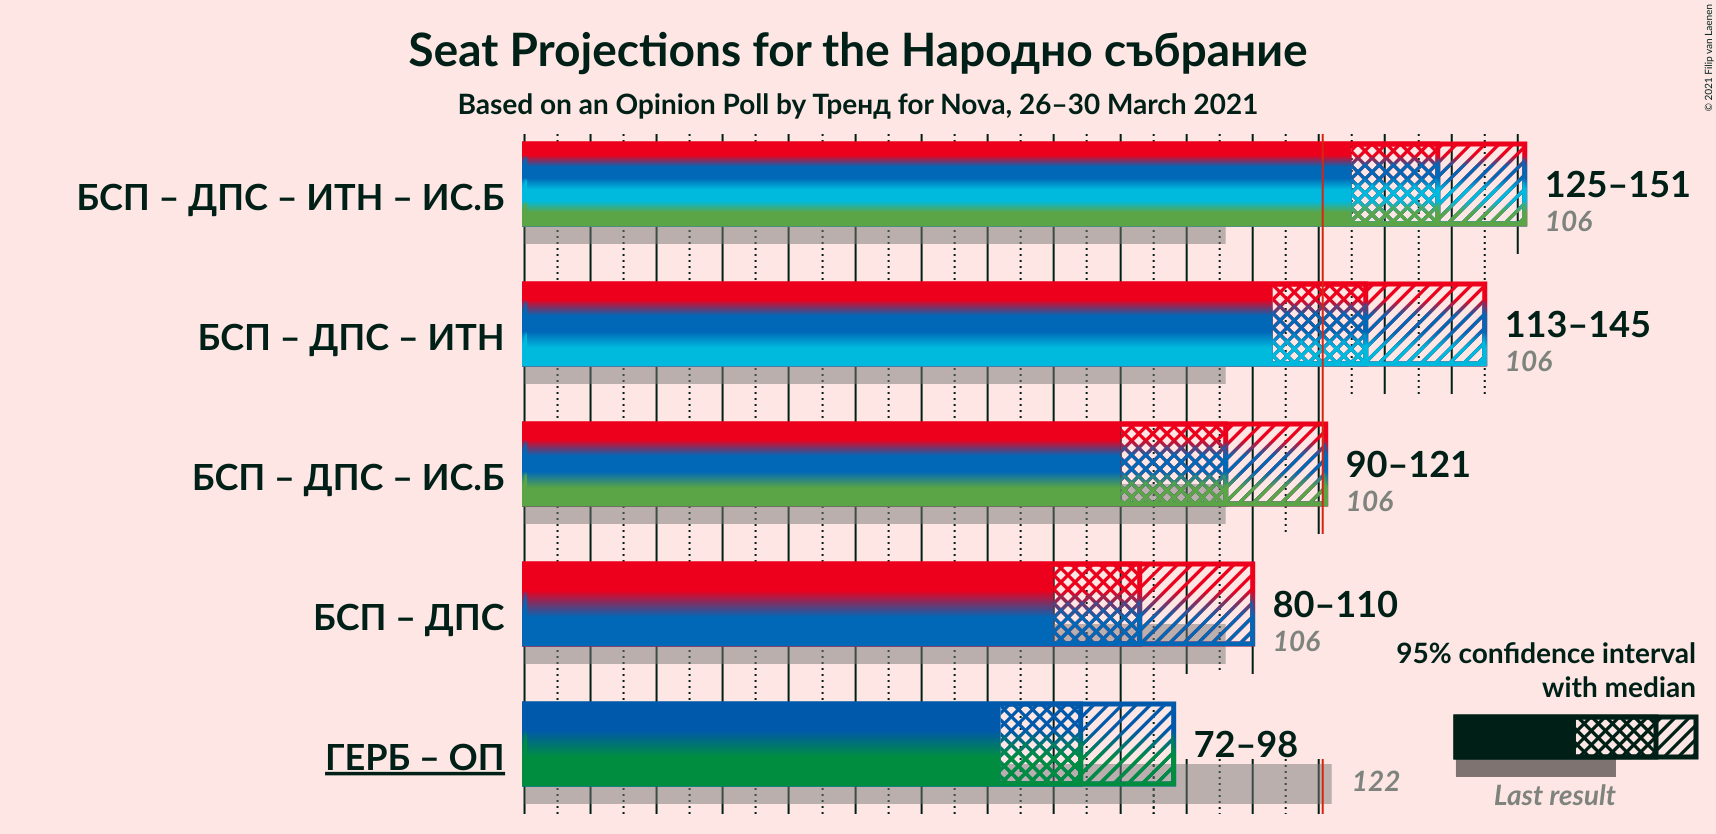 Seat Projections for the Народно събрание
Based on an Opinion Poll by Тренд for Nova, 26–30 March 2021
© 2021 Filip van Laenen
БСП – ДПС – ИТН – ИС.Б
125–151
106
БСП – ДПС – ИТН
113–145
106
БСП – ДПС – ИС.Б
90–121
106
БСП – ДПС
80–110
106
ГЕРБ – ОП
72–98
122
95% confidence interval
with median
Last result